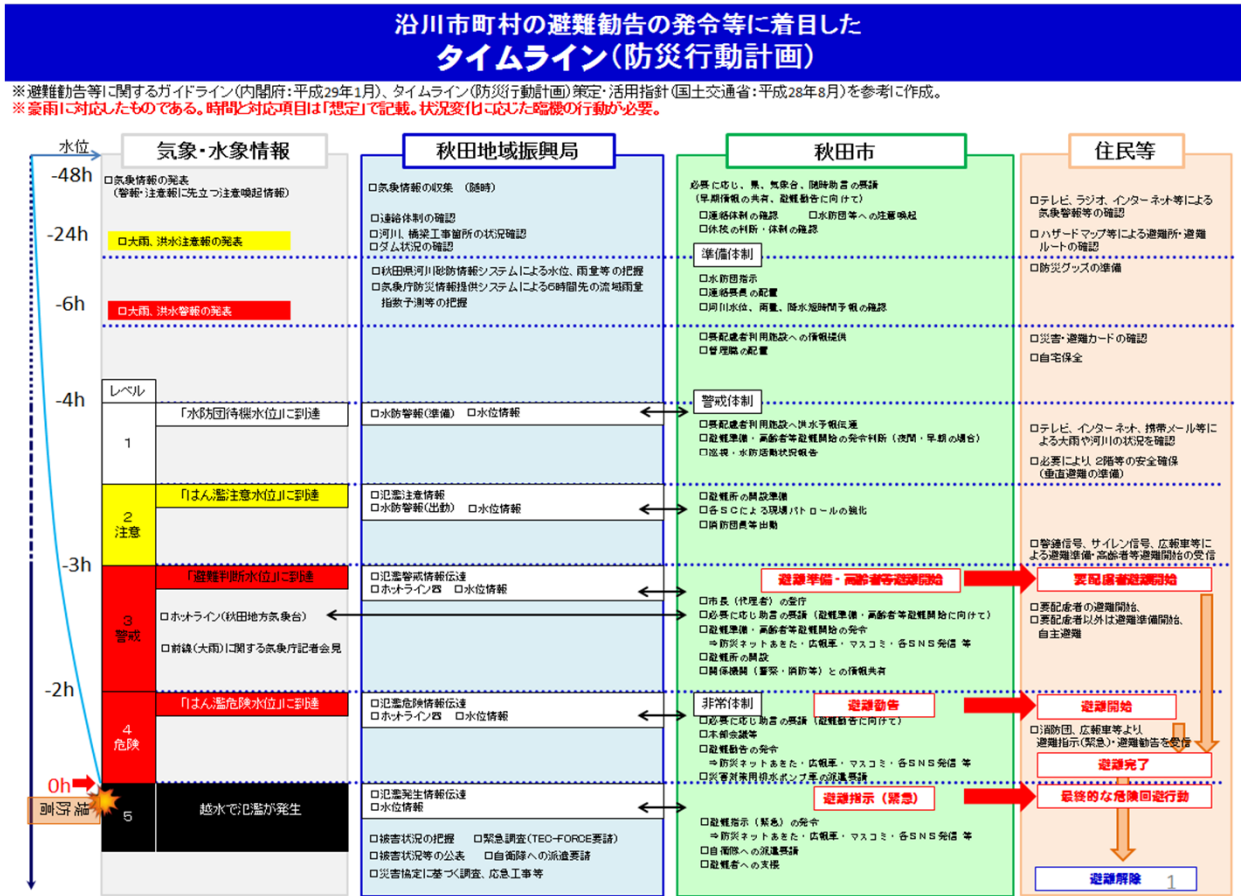 沿川市町村の避難勧告の発令等に着目した
タイムライン(防災行動計画)
※避難勧告等に関するガイドライン(内閣府:平成29年1月)、タイムライン(防災行動計画)策定・活用指針(国土交通省:平成28年8月)を参考に作成。
※豪雨に対応したものである。時間と対応項目は「想定」で記載。状況変化に応じた臨機の行動が必要。
水位
-48h
-24h
-6h
-4h
-3h
-2h
0h
堤防高
気象・水象情報
□気象情報の発表
(警報・注意報に先立つ注意喚起情報)
□大雨、洪水注意報の発表
□大雨、洪水警報の発表
レベル
1
「水防団待機水位」に到達
2
注意
「はん濫注意水位」に到達
3
警戒
「避難判断水位」に到達
□ホットライン(秋田地方気象台)
□前線(大雨)に関する気象庁記者会見
4
危険
「はん濫危険水位」に到達
5
越水で氾濫が発生
秋田地域振興局
□気象情報の収集 (随時)
□連絡体制の確認
□河川、橋梁工事箇所の状況確認
□ダム状況の確認
□秋田県河川砂防情報システムによる水位、雨量等の把握
□気象庁防災情報提供システムによる6時間先の流域雨量
指数予測等の把握
□水防警報(準備) □水位情報
□氾濫注意情報
□水防警報(出動) □水位情報
□氾濫警戒情報伝達
□ホットライン☎ □水位情報
□氾濫危険情報伝達
□ホットライン☎ □水位情報
□氾濫発生情報伝達
□水位情報
□被害状況の把握 □緊急調査(TEC-FORCE要請)
□被害状況等の公表 □自衛隊への派遣要請
□災害協定に基づく調査、応急工事等
秋田市
必要に応じ、県、気象台、随時助言の要請
(早期情報の共有、避難勧告に向けて)
□連絡体制の確認 □水防団等への注意喚起
□休校の判断・体制の確認
準備体制
□水防団指示
□連絡要員の配置
□河川水位、雨量、降水短時間予報の確認
□要配慮者利用施設への情報提供
□管理職の配置
警戒体制
□要配慮者利用施設へ洪水予報伝達
□避難準備・高齢者等避難開始の発令判断(夜間・早期の場合)
□巡視・水防活動状況報告
□避難所の開設準備
□各SCによる現場パトロールの強化
□消防団員等出動
避難準備・高齢者等避難開始
□市長(代理者)の登庁
□必要に応じ助言の要請(避難準備・高齢者等避難開始に向けて)
□避難準備・高齢者等避難開始の発令
⇒防災ネットあきた・広報車・マスコミ・各SNS発信 等
□避難所の開設
□関係機関(警察・消防等)との情報共有
非常体制
避難勧告
□必要に応じ助言の要請(避難勧告に向けて)
□本部会議等
□避難勧告の発令
⇒防災ネットあきた・広報車・マスコミ・各SNS発信 等
□災害対策用排水ポンプ車の派遣要請
避難指示(緊急)
□避難指示(緊急)の発令
⇒防災ネットあきた・広報車・マスコミ・各SNS発信 等
□自衛隊への派遣要請
□避難者への支援
住民等
□テレビ、ラジオ、インターネット等による
気象警報等の確認
□ハザードマップ等による避難所・避難
ルートの確認
□防災グッズの準備
□災害・避難カードの確認
□自宅保全
□テレビ、インターネット、携帯メール等に
よる大雨や河川の状況を確認
□必要により、2階等の安全確保
(垂直避難の準備)
□警鐘信号、サイレン信号、広報車等に
よる避難準備・高齢者等避難開始の受信
要配慮者避難開始
□要配慮者の避難開始、
□要配慮者以外は避難準備開始、
自主避難
避難開始
□消防団、広報車等より
避難指示(緊急)・避難勧告を受信
避難完了
最終的な危険回避行動
避難解除
1